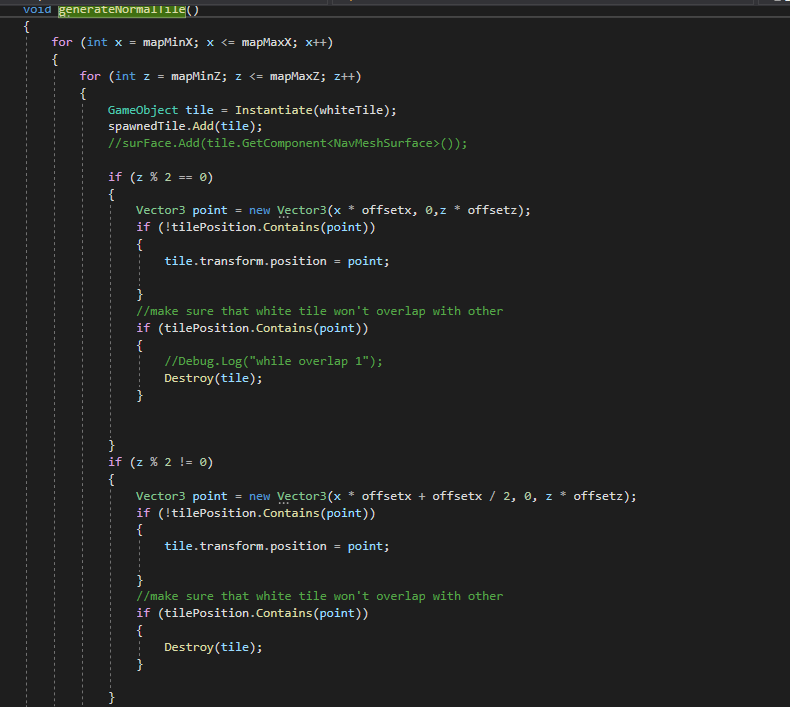 void generateNormalTile()
{
for (int x = mapMinX; x <= mapMaxX; x++)
{
for (int z = mapMinZ; z <= mapMaxZ; z++)
{
GameObject tile = Instantiate(whiteTile);
spawnedTile.Add(tile);
//surFace.Add(tile.GetComponent<NavMeshSurface>());
if (z % 2 == 0)
{
Vector3 point = new Vector3(x * offsetx, 0,z * offsetz);
if (!tilePosition.Contains(point))
{
tile.transform.position = point;
}
//make sure that white tile won't overlap with other
if (tilePosition.Contains(point))
{
//Debug.Log("while overlap 1");
Destroy(tile);
}
}
if (z % 2 != 0)
{
Vector3 point = new Vector3(x * offsetx + offsetx / 2, 0, z * offsetz);
if (!tilePosition.Contains(point))
{
tile.transform.position = point;
}
//make sure that white tile won't overlap with other
if (tilePosition.Contains(point))
{
Destroy(tile);
}
}